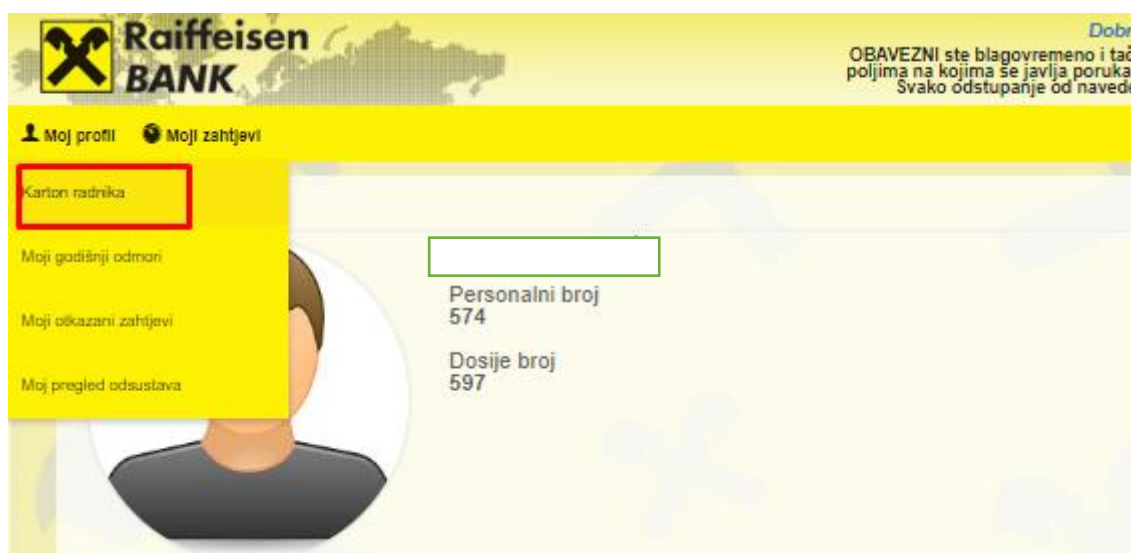 Raiffeisen
BANK
Dobr
OBAVEZNI ste blagovremeno i tač
poljima na kojima se javlja poruka
Svako odstupanje od navede
Moj profil Moji zahtjevi
Karton radnika
Moji godišnji odmori
Personalni broj
574
Moji otkazani zahtjevi
Dosije broj
597
Moj pregled odsustava